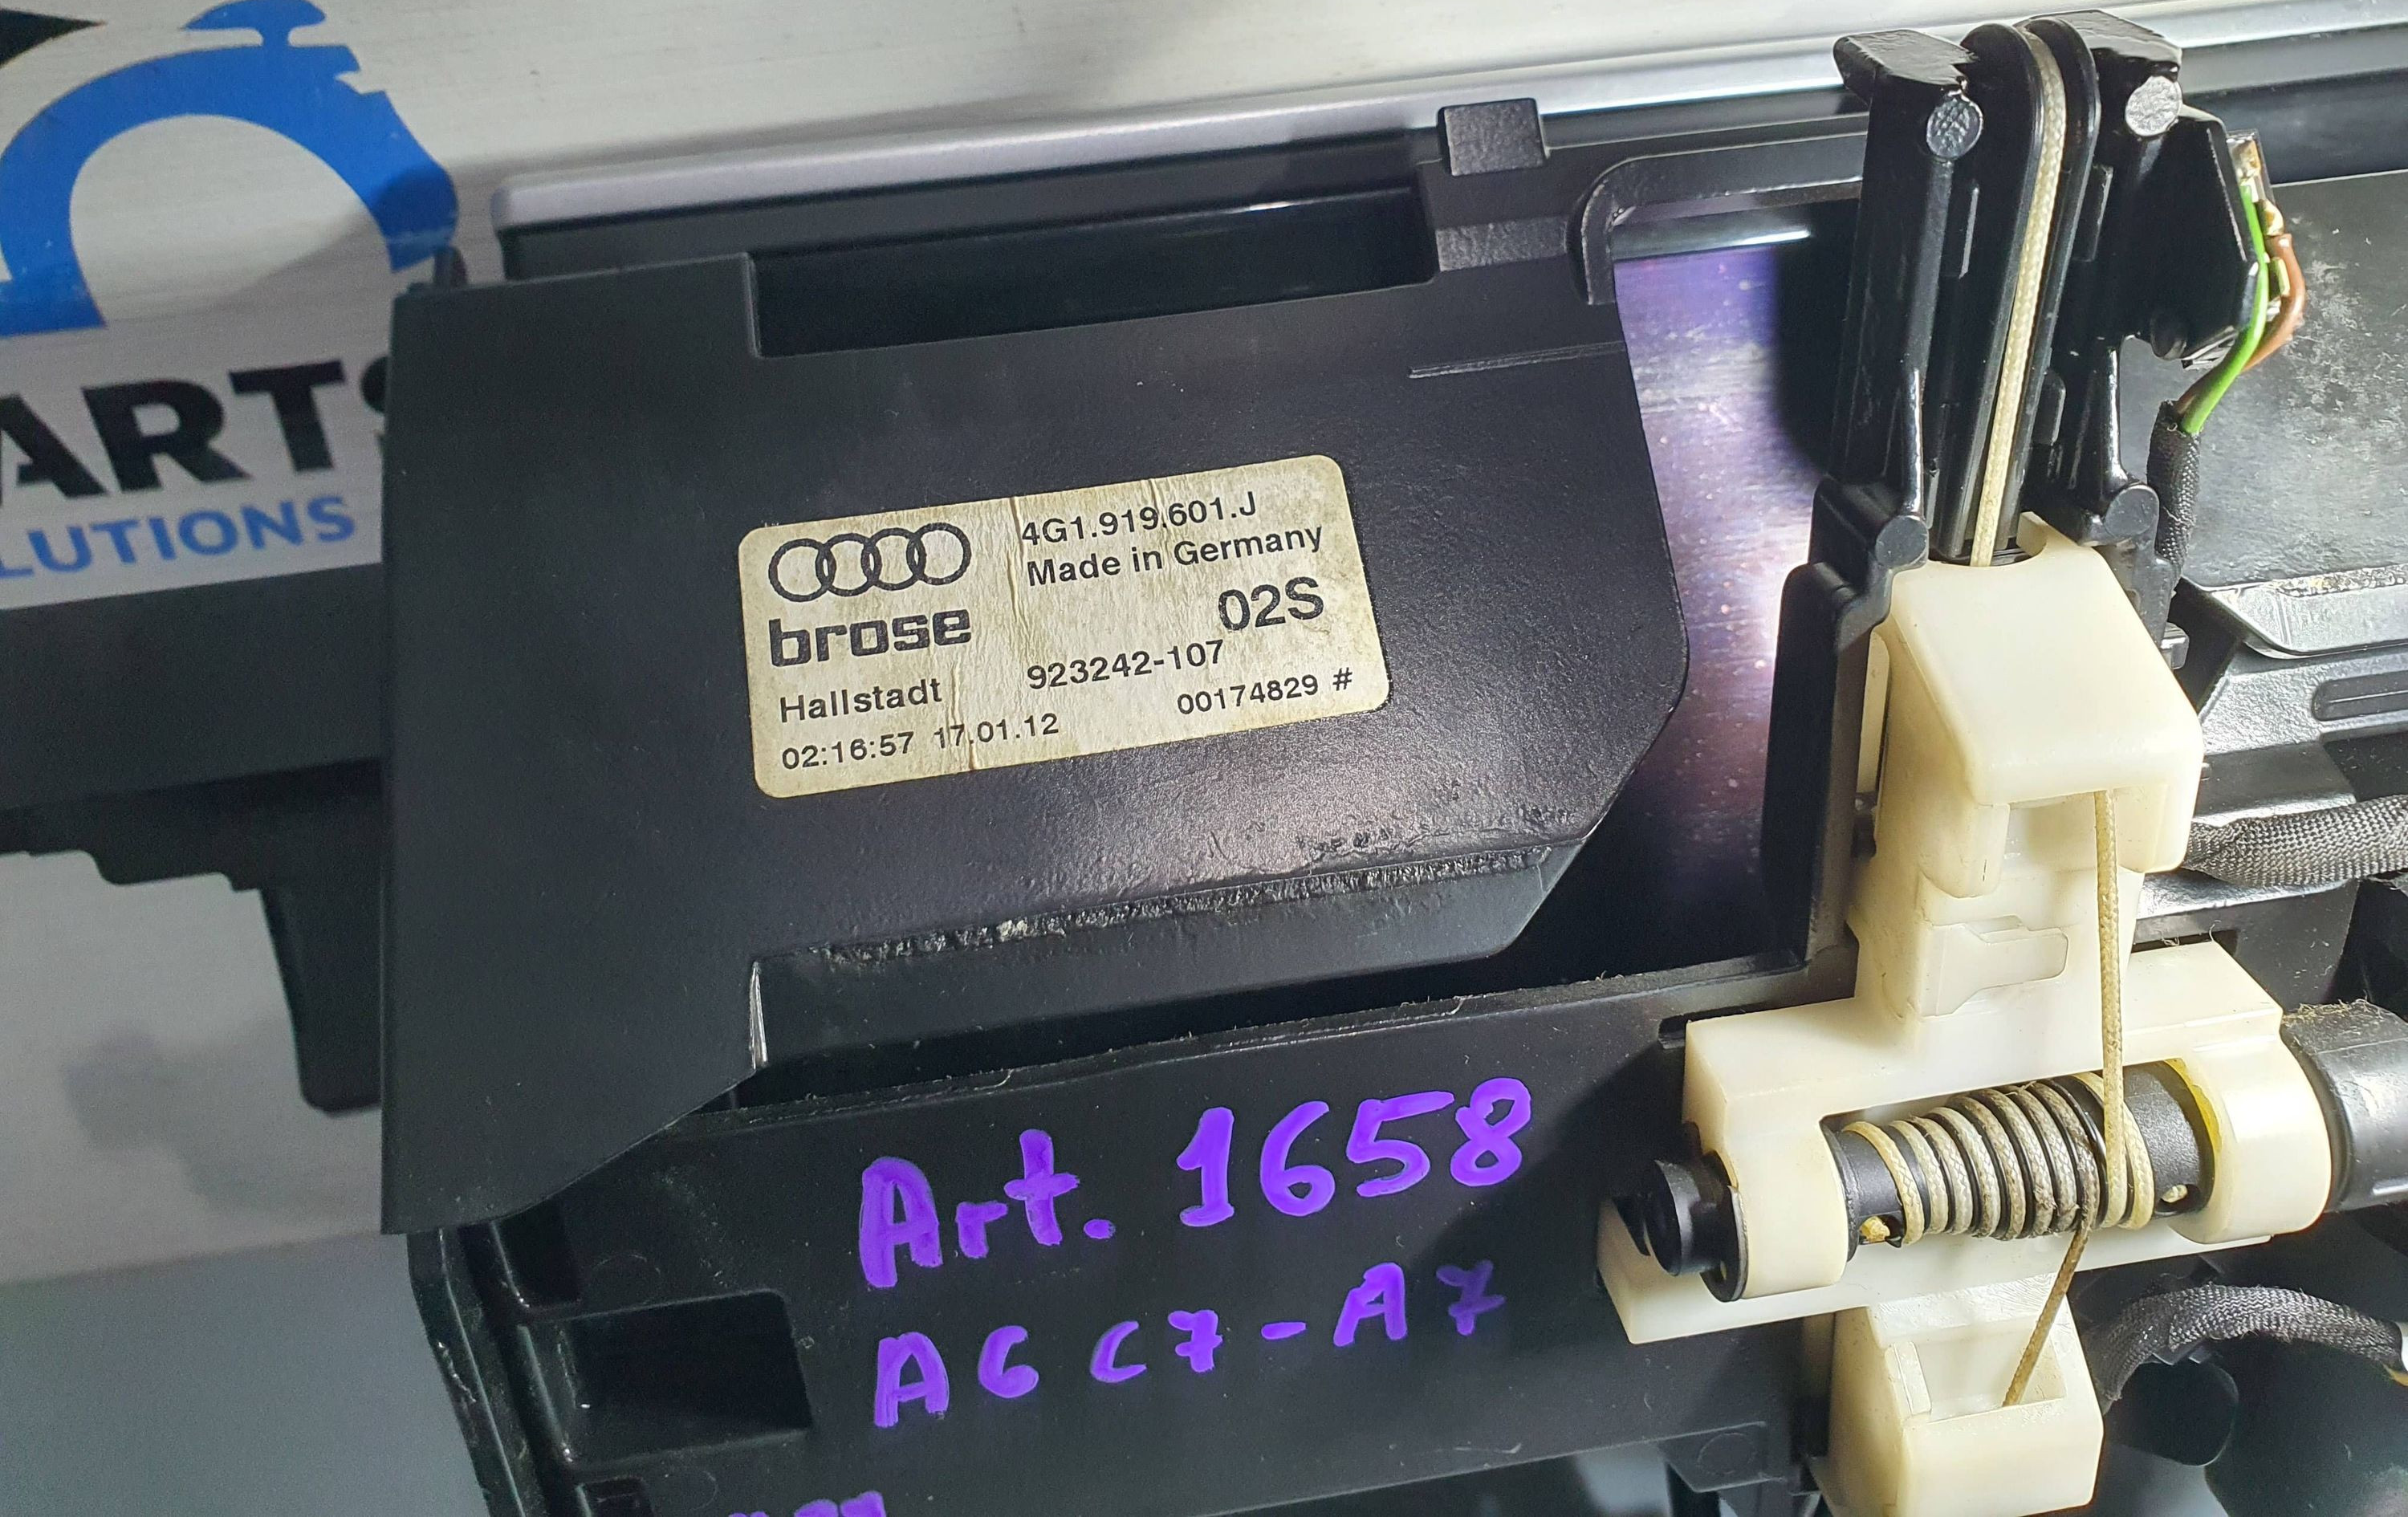 ARTS
LUTIONS
4G1.919.601.J
Made in Germany
brose
02S
Hallstadt
923242-107
02:16:57 17.01.12
00174829 #
Art. 1658
A6 C7-A7